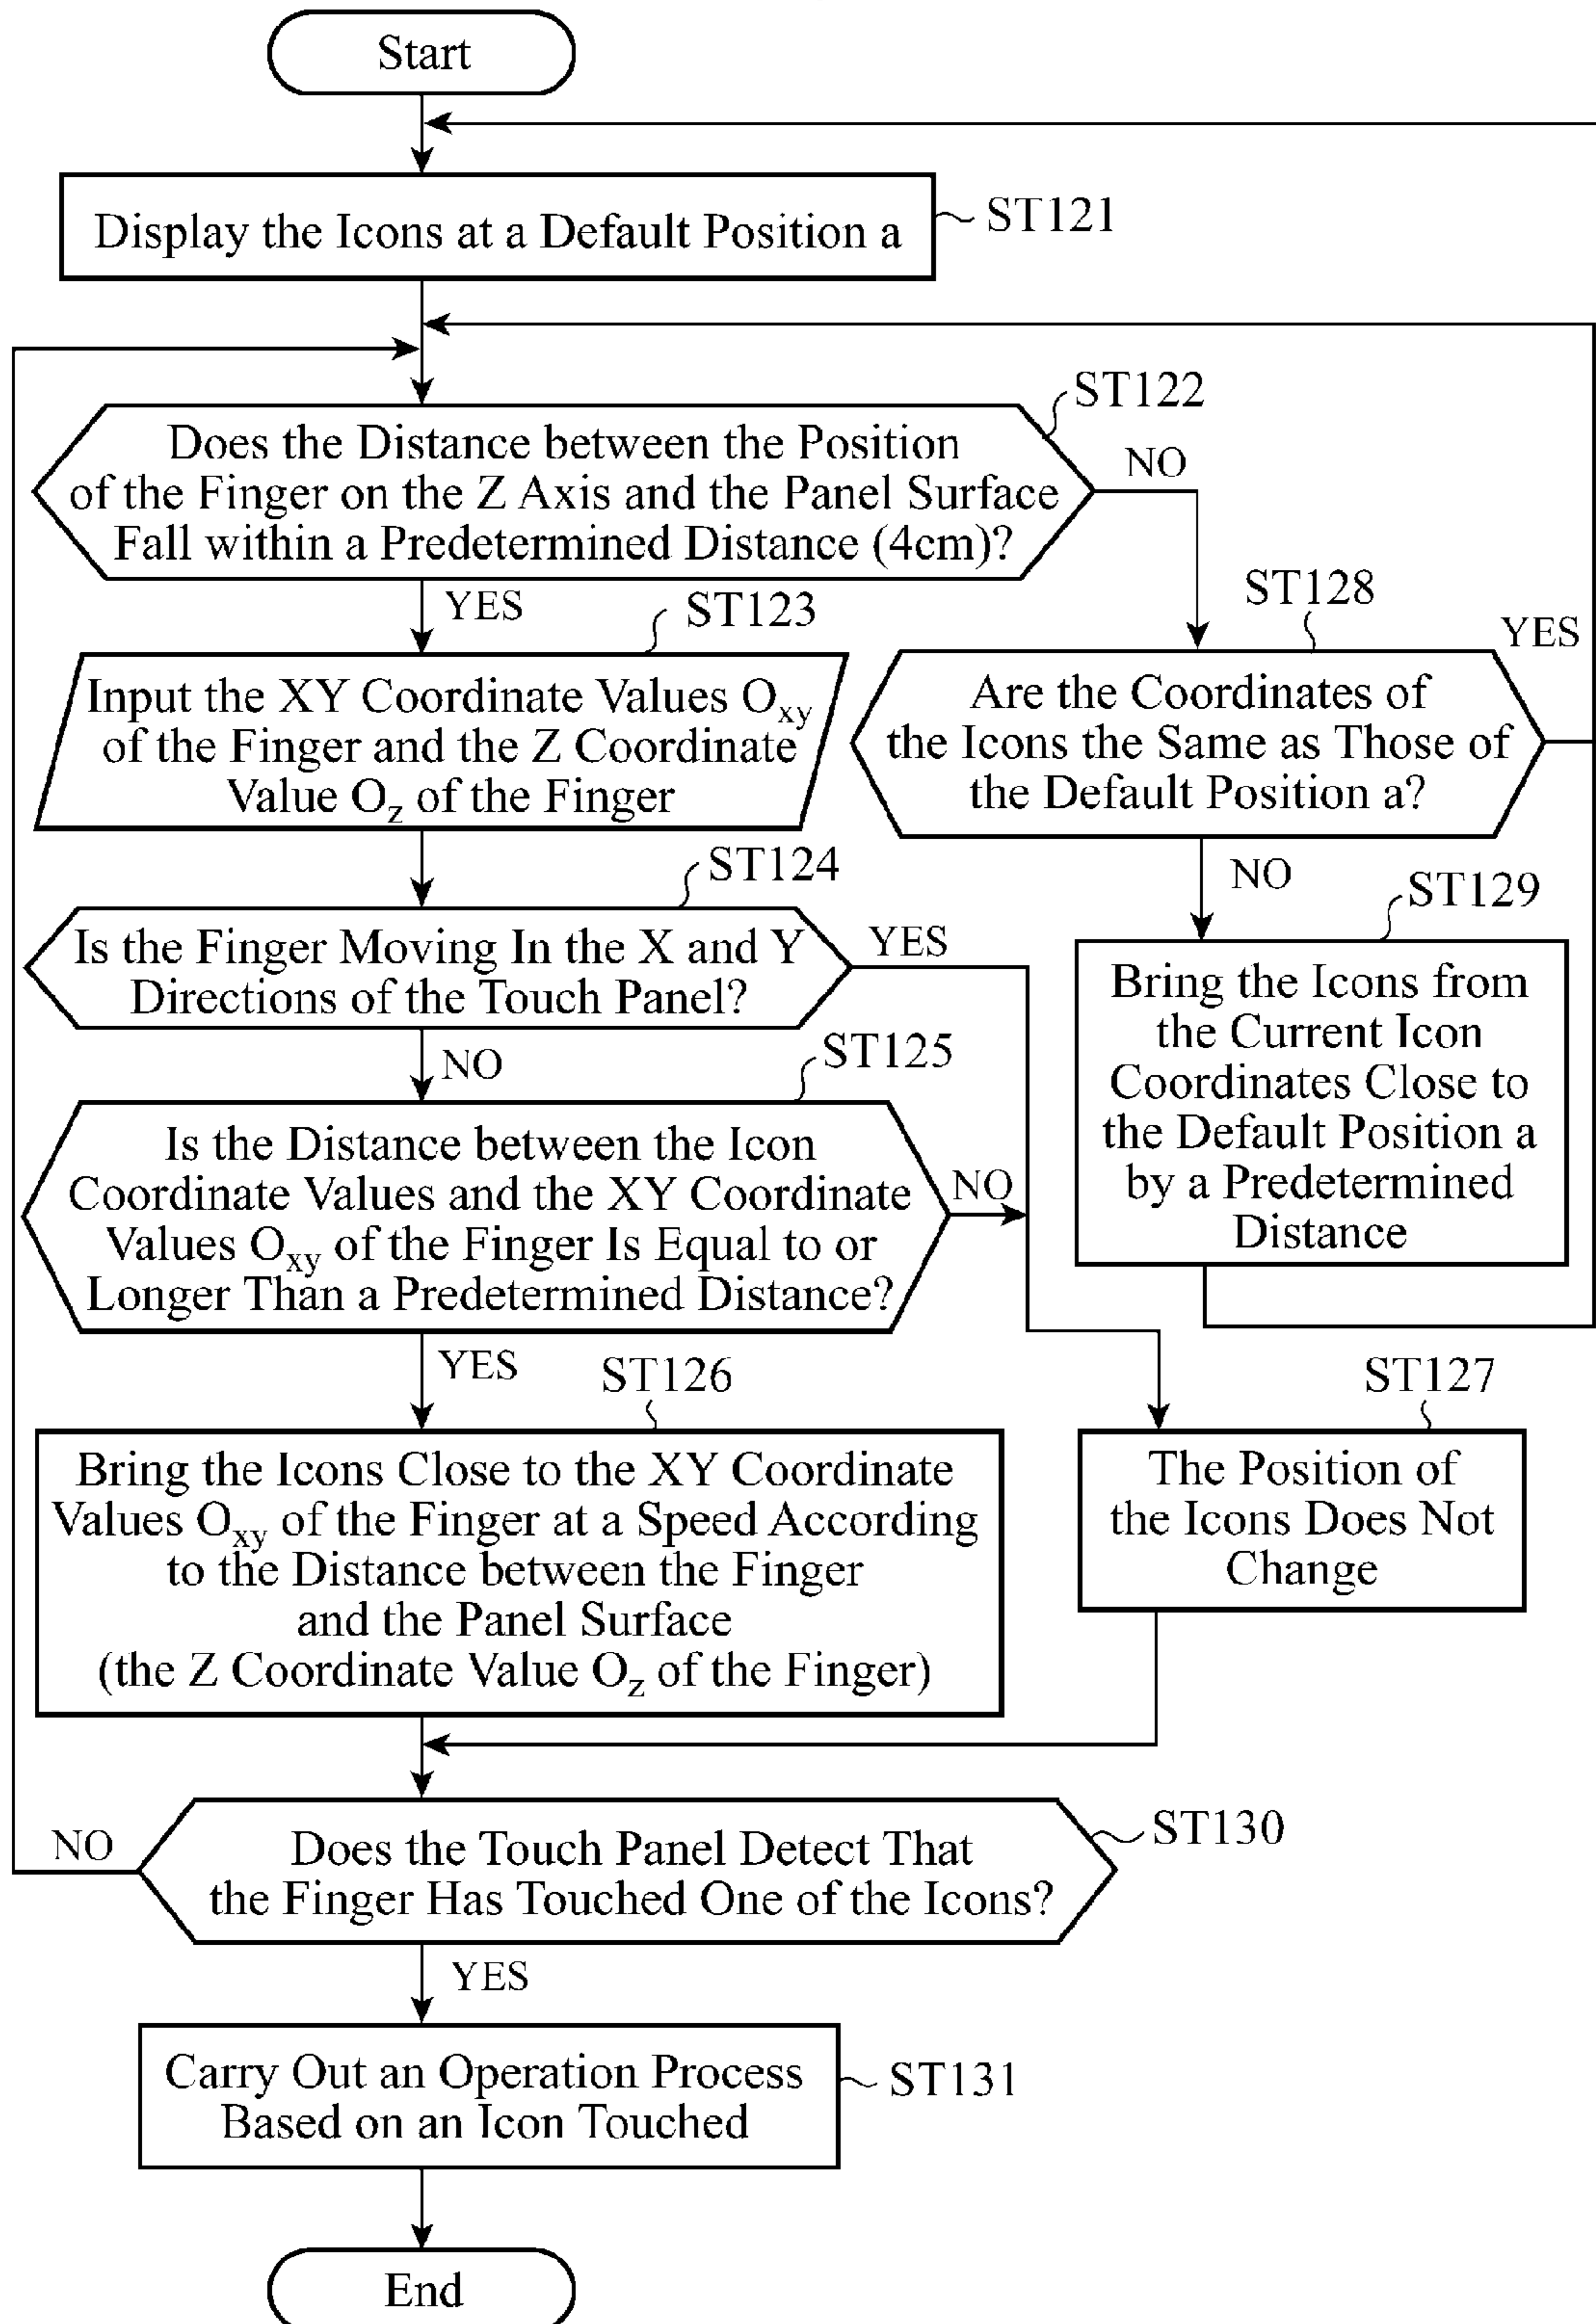 Start
Display the Icons at a Default Position a
ST121
ST122
Does the Distance between the Position
of the Finger on the Z Axis and the Panel Surface
Fall within a Predetermined Distance (4cm)?
NO
YES
ST123
Input the XY Coordinate Values Oxy
of the Finger and the Z Coordinate
Value Oz of the Finger
ST128
YES
Are the Coordinates of
the Icons the Same as Those of
the Default Position a?
NO
ST124
Is the Finger Moving In the X and Y
Directions of the Touch Panel?
YES
NO
ST129
Bring the Icons from
the Current Icon
Coordinates Close to
the Default Position a
by a Predetermined
Distance
ST125
Is the Distance between the Icon
Coordinate Values and the XY Coordinate
Values Oxy of the Finger Is Equal to or
Longer Than a Predetermined Distance?
NO
YES
ST126
Bring the Icons Close to the XY Coordinate
Values Oxy of the Finger at a Speed According
to the Distance between the Finger
and the Panel Surface
(the Z Coordinate Value Oz of the Finger)
ST127
The Position of
the Icons Does Not
Change
NO
Does the Touch Panel Detect That
the Finger Has Touched One of the Icons?
ST130
YES
Carry Out an Operation Process
Based on an Icon Touched
ST131
End